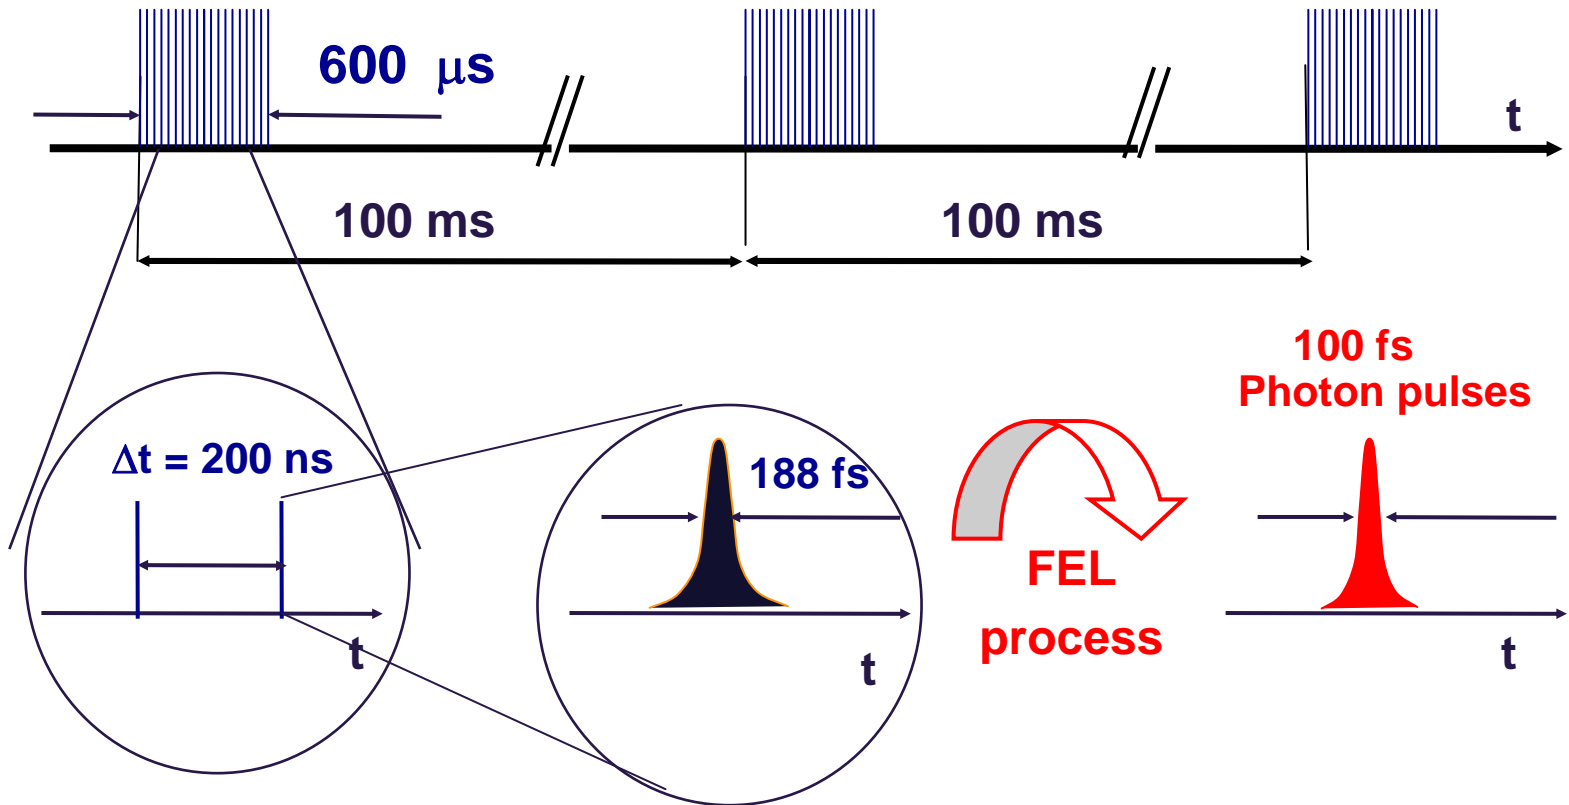 600 μs
t
100 ms
100 ms
100 fs
Photon pulses
Δt = 200 ns
188 fs
FEL
process
t
t
t